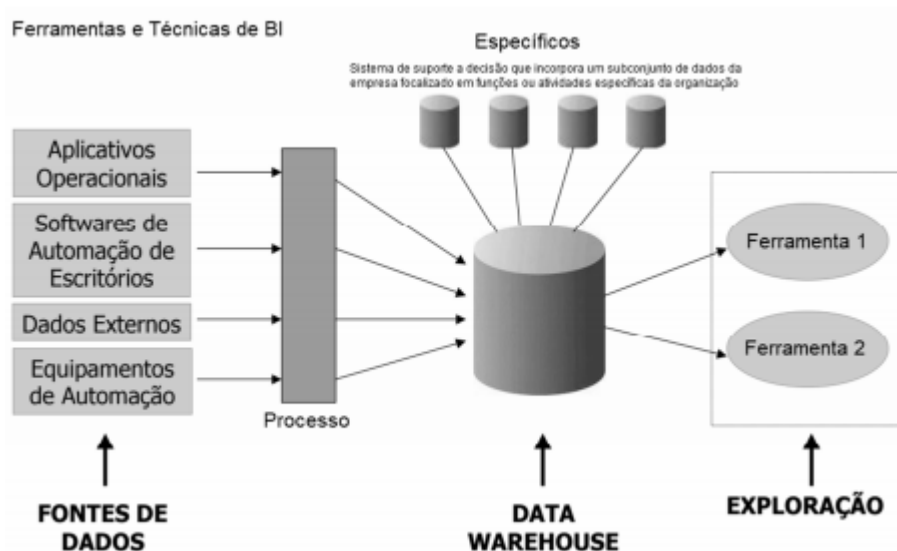 Ferramentas e Técnicas de BI
Específicos
Sistema de suporte a decisão que incorpora um subconjunto de dados da
empresa focalizado em funções ou atividades específicas da organização
Aplicativos
Operacionais
Softwares de
Automação de
Escritórios
Dados Externos
Equipamentos
de Automação
Processo
Ferramenta 1
Ferramenta 2
FONTES DE
DADOS
DATA
WAREHOUSE
EXPLORAÇÃO